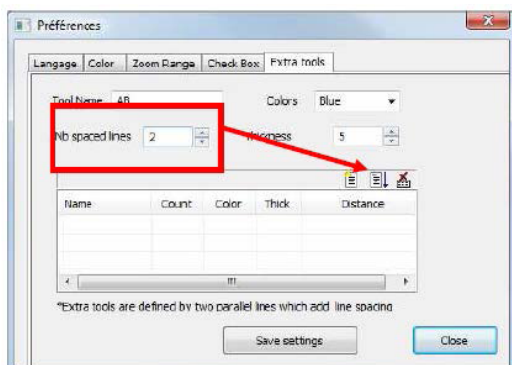 Préférences
Langage Color Zoom Range Check Box Extra tools
Tool Name AB Colors Blue
Nb spaced lines 2 Thickness 5
Name Count Color Thick Distance
*Extra tools are defined by two parallel lines which add line spacing
Save settings Close